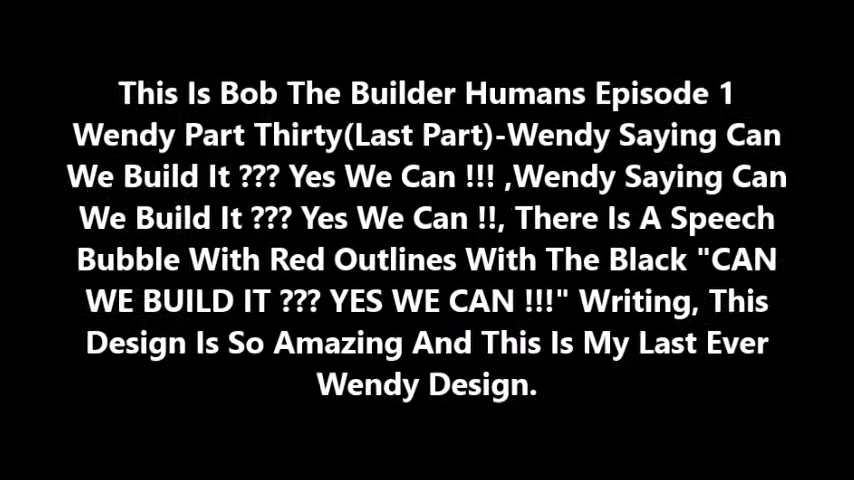 This Is Bob The Builder Humans Episode 1
Wendy Part Thirty(Last Part)-Wendy Saying Can
We Build It ??? Yes We Can !!! ,Wendy Saying Can
We Build It ??? Yes We Can !!, There Is A Speech
Bubble With Red Outlines With The Black "CAN
WE BUILD IT ??? YES WE CAN !!!" Writing, This
Design Is So Amazing And This Is My Last Ever
Wendy Design.